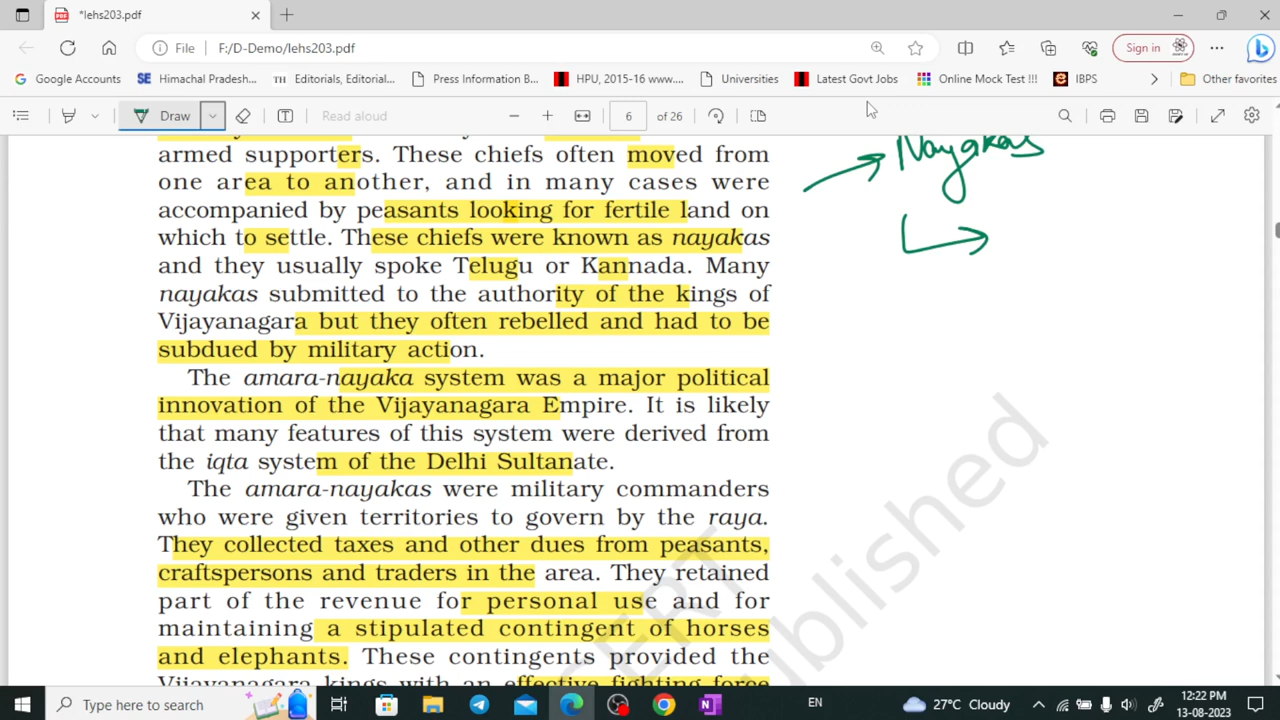 *lehs203.pdf
File
F:/D-Demo/lehs203.pdf
Sign in
Google Accounts
SE Himachal Pradesh...
TH Editorials, Editorial...
Press Information B...
HPU, 2015-16 www....
Universities
Latest Govt Jobs
Online Mock Test !!!
IBPS
Other favorites
Draw
Read aloud
6 of 26
armed supporters. These chiefs often moved from
one area to another, and in many cases were
accompanied by peasants looking for fertile land on
which to settle. These chiefs were known as nayakas
and they usually spoke Telugu or Kannada. Many
nayakas submitted to the authority of the kings of
Vijayanagara but they often rebelled and had to be
subdued by military action.
The amara-nayaka system was a major political
innovation of the Vijayanagara Empire. It is likely
that many features of this system were derived from
the iqta system of the Delhi Sultanate.
The amara-nayakas were military commanders
who were given territories to govern by the raya.
They collected taxes and other dues from peasants,
craftspersons and traders in the area. They retained
part of the revenue for personal use and for
maintaining a stipulated contingent of horses
and elephants. These contingents provided the
Vijayanagara kings with an effective fighting force
Nayakas
Type here to search
EN
27°C Cloudy
12:22 PM
13-08-2023